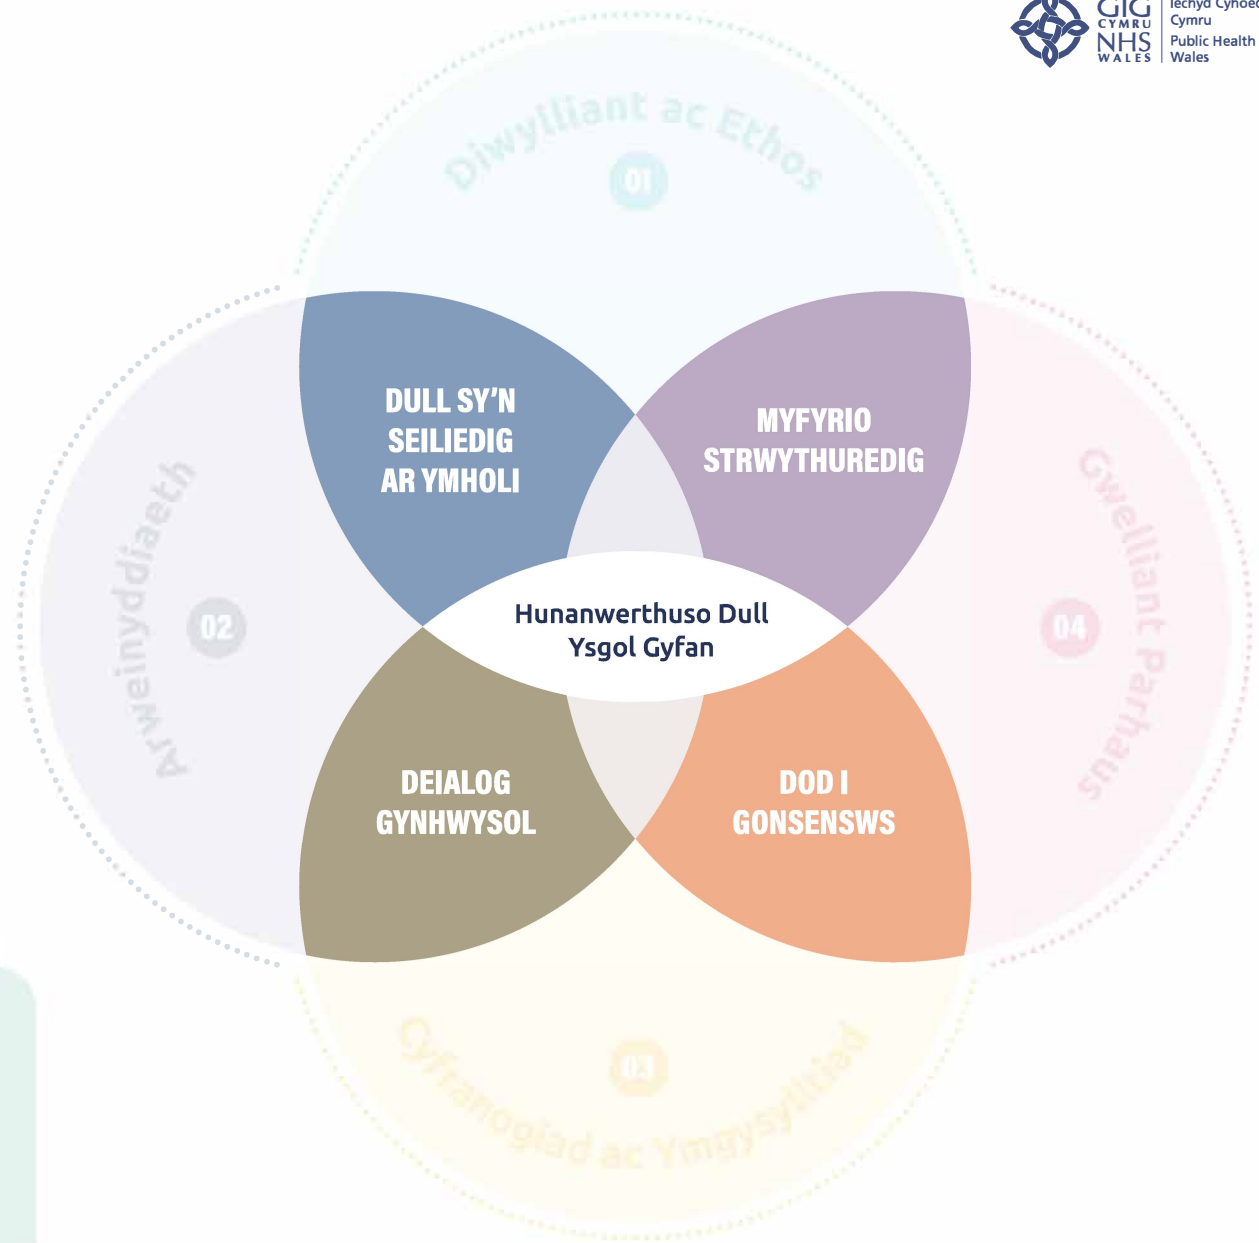 GIG
CYMRU
NHS
WALES
Iechyd Cyhoeddus
Cymru
Public Health
Wales
Diwylliant ac Ethos
01
DULL SY’N
SEILIEDIG
AR YMHOLI
MYFYRIO
STRWYTHUREDIG
Arweinyddiaeth
02
Hunanwerthuso Dull
Ysgol Gyfan
04
Gwelliant Parhaus
DEIALOG
GYNHWYSOL
DOD I
GONSENSWS
03
Cyfranogiad ac Ymgysylltiad